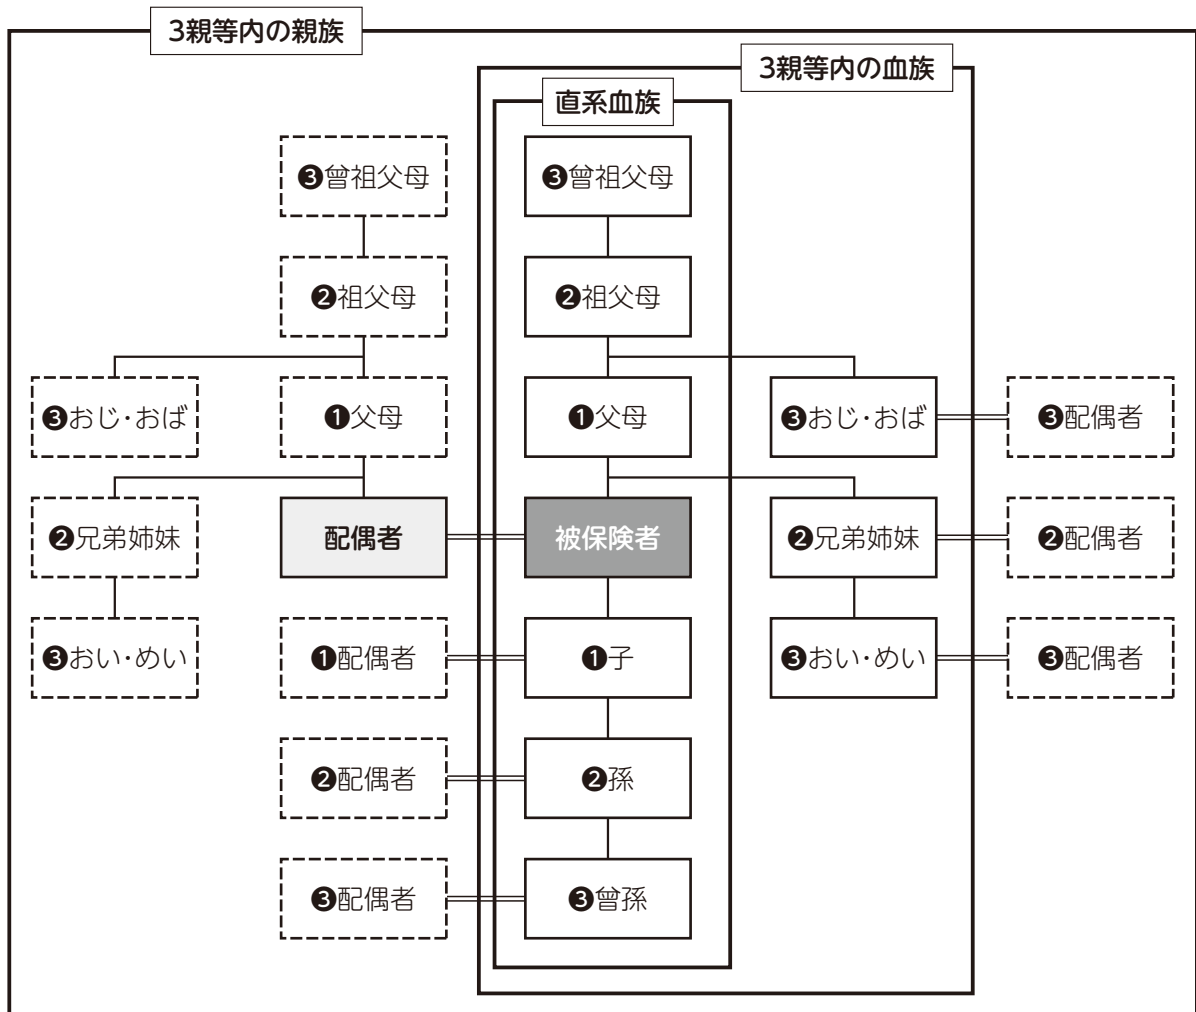 3親等内の親族
3親等内の血族
直系血族
❸曾祖父母
❸曾祖父母
❷祖父母
❷祖父母
❸おじ・おば
❶父母
❶父母
❸おじ・おば
❸配偶者
❷兄弟姉妹
配偶者
被保険者
❷兄弟姉妹
❷配偶者
❸おい・めい
❶配偶者
❶子
❸おい・めい
❸配偶者
❷配偶者
❷孫
❸配偶者
❸曾孫